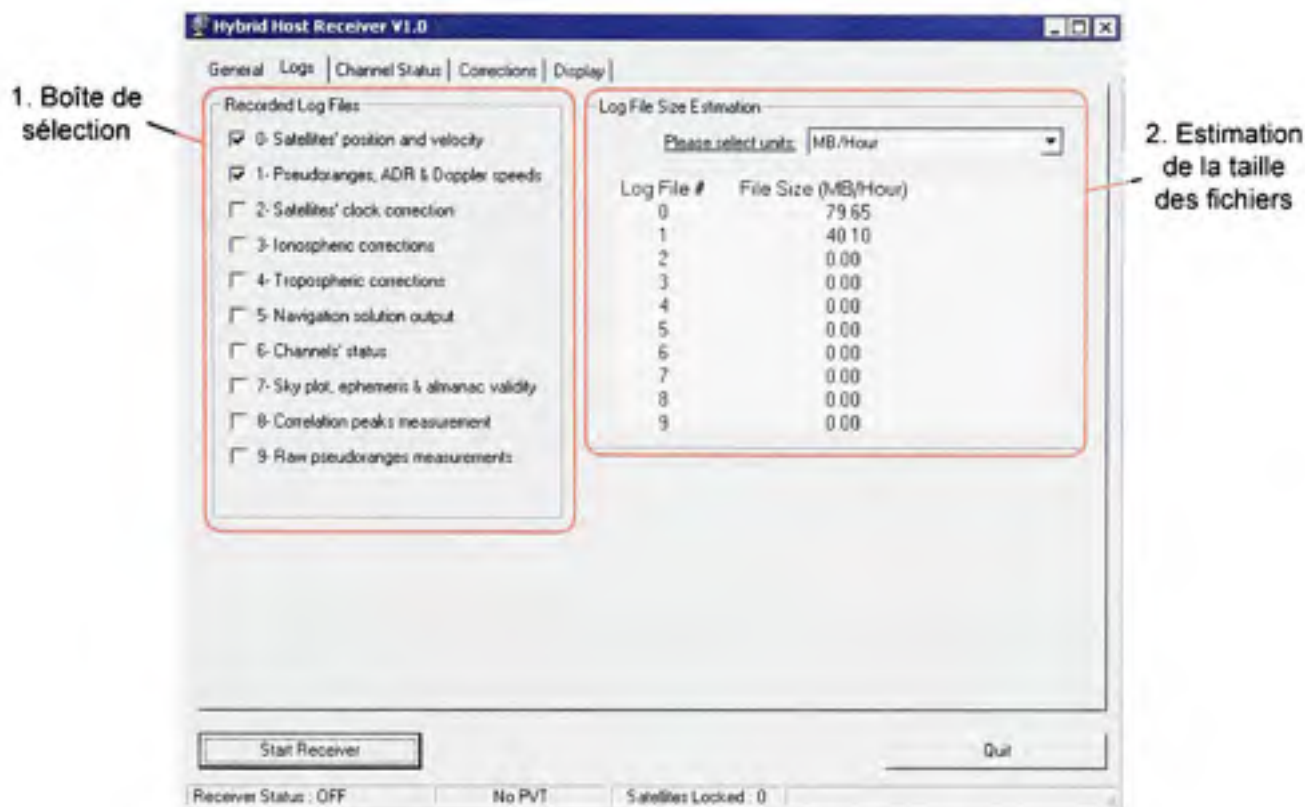 Hybrid Host Receiver V1.0
General Logs Channel Status Corrections Display
1. Boîte de
sélection
Recorded Log Files
0- Satellites' position and velocity
1- Pseudoranges, ADR & Doppler speeds
2- Satellites' clock correction
3- Ionospheric corrections
4- Tropospheric corrections
5- Navigation solution output
6- Channels' status
7- Sky plot, ephemeris & almanac validity
8- Correlation peaks measurement
9- Raw pseudoranges measurements
Log File Size Estimation
Please select units: MB/Hour
Log File # File Size (MB/Hour)
0 79.65
1 40.10
2 0.00
3 0.00
4 0.00
5 0.00
6 0.00
7 0.00
8 0.00
9 0.00
2. Estimation
de la taille
des fichiers
Start Receiver Quit
Receiver Status : OFF No PVT Satellites Locked : 0